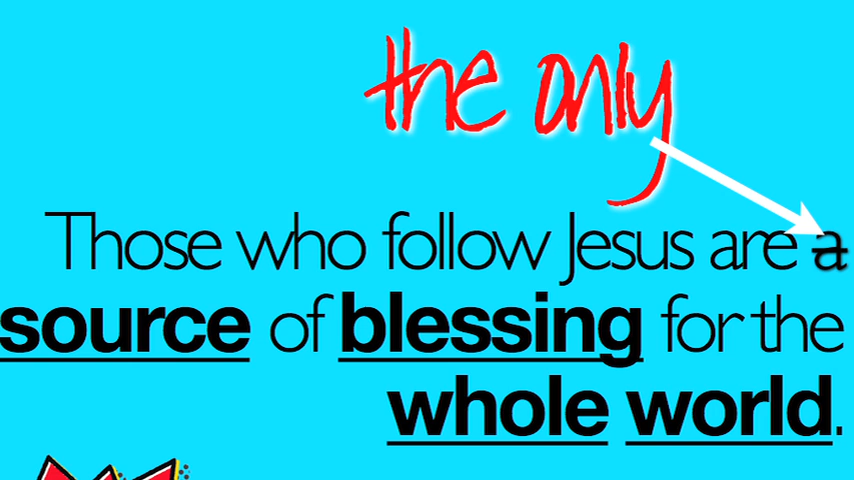 the only
Those who follow Jesus are a
source of blessing for the
whole world.